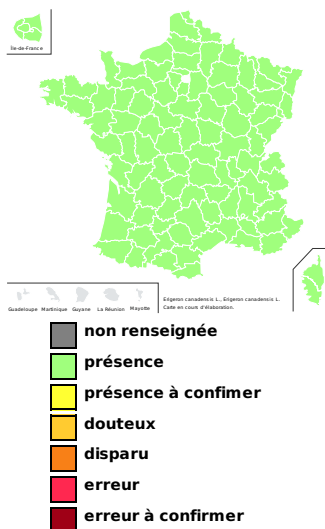 Île-de-France
Guadeloupe Martinique Guyane La Réunion Mayotte
Erigeron canadensis L., Erigeron canadensis L.
Carte en cours d'élaboration.
non renseignée
présence
présence à confimer
douteux
disparu
erreur
erreur à confirmer